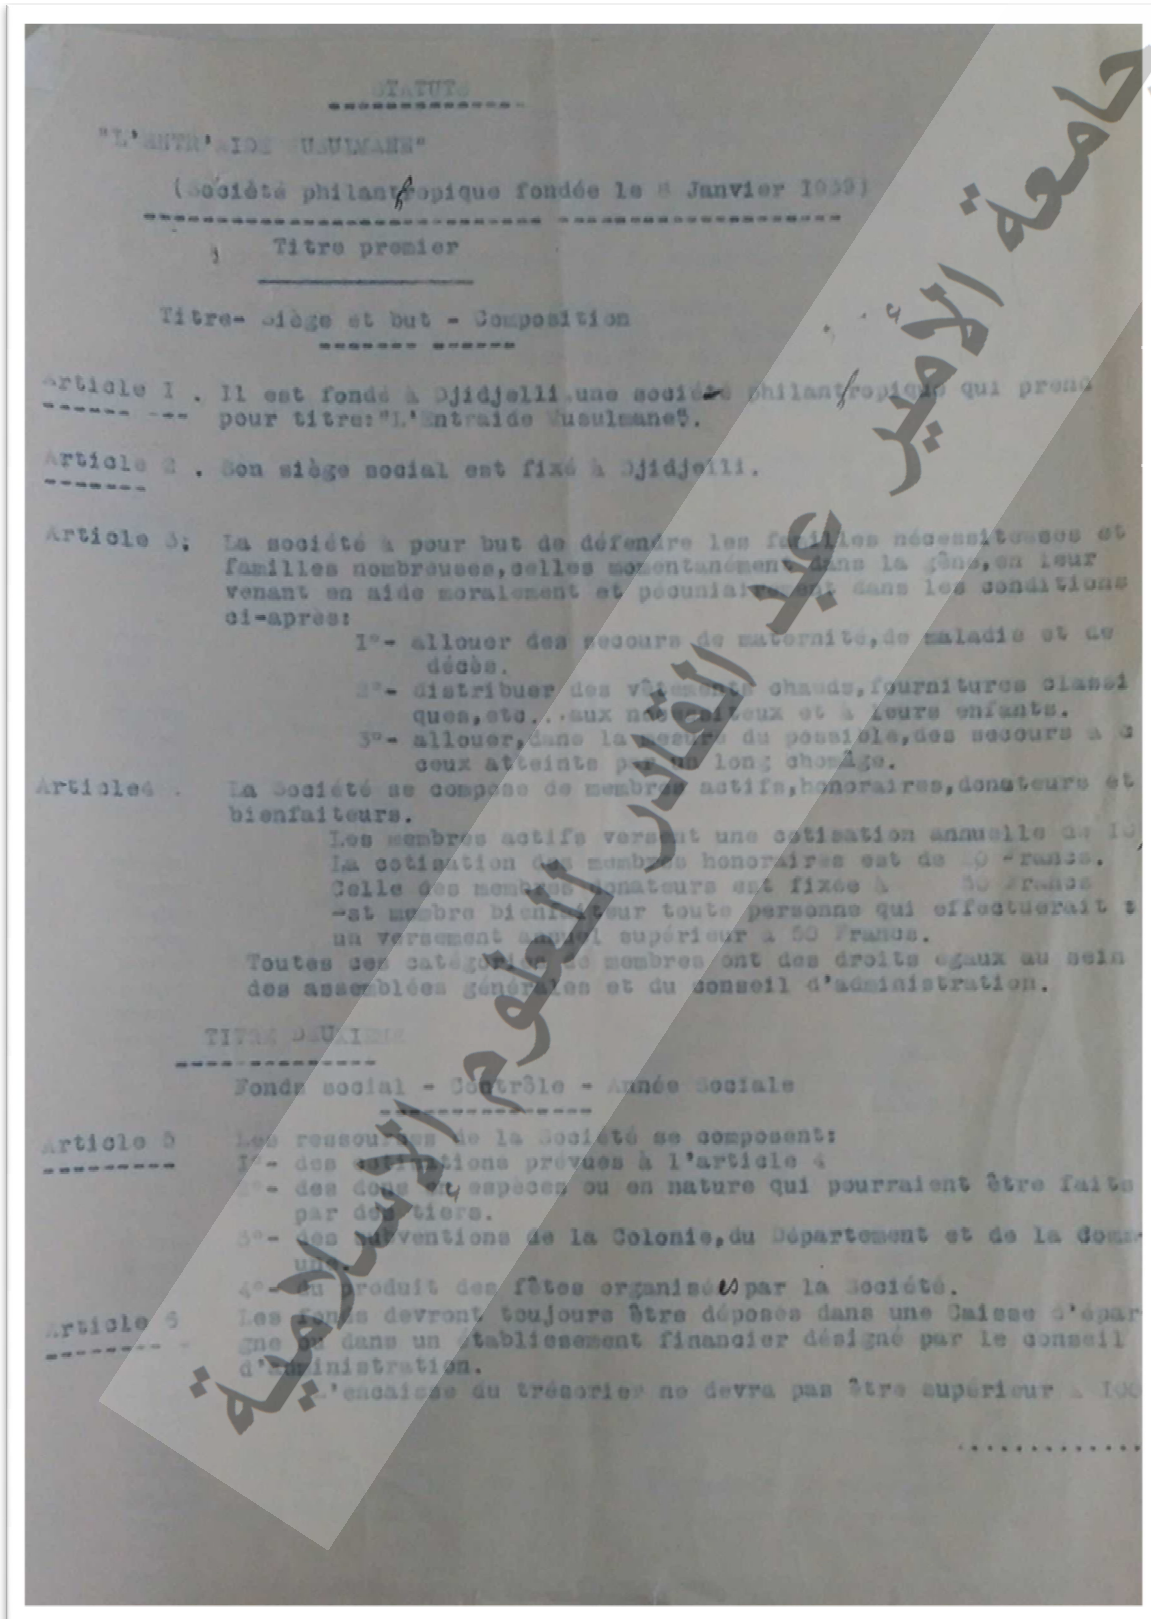 STATUTS
"L'ENTR'AIDE MUSULMANE"
(Société philanthropique fondée le 8 Janvier 1939)
Titre premier
Titre- Siège et but - Composition
Article 1 . Il est fondé à Djidjelli une société philanthropique qui prend
pour titre:"L'Entraide Musulmane".
Article 2 . Son siège social est fixé à Djidjelli.
Article 3; La société a pour but de défendre les familles nécessiteuses et
familles nombreuses,celles momentanément dans la gêne,en leur
venant en aide moralement et pécuniairement dans les conditions
ci-après:
1°- allouer des secours de maternité,de maladie et de
décès.
2°- distribuer des vêtements chauds,fournitures classi
ques,etc...aux nécessiteux et à leurs enfants.
3°- allouer,dans la mesure du possible,des secours à
ceux atteints par un long chomâge.
Article4 . La Société se compose de membres actifs,honoraires,donateurs et
bienfaiteurs.
Les membres actifs versent une cotisation annuelle de
La cotisation des membres honoraires est de Francs.
Celle des membres donateurs est fixée à 50 Francs
Est membre bienfaiteur toute personne qui effectuerait
un versement annuel supérieur à 50 Francs.
Toutes ces catégories de membres ont des droits égaux au sein
des assemblées générales et du conseil d'administration.
TITRE DEUXIEME
Fonds social - Contrôle - Année Sociale
Article 5 Les ressources de la Société se composent:
1°- des cotisations prévues à l'article 4
2°- des dons en espèces ou en nature qui pourraient être faits
par des tiers.
3°- des subventions de la Colonie,du Département et de la Comm-
une.
4°- du produit des fêtes organisées par la Société.
Article 6 Les fonds devront toujours être déposés dans une Caisse d'épar-
gne ou dans un établissement financier désigné par le conseil
d'administration.
L'encaisse du trésorier ne devra pas être supérieur à 100
.............
جامعة الأمير عبد القادر للعلوم الإسلامية